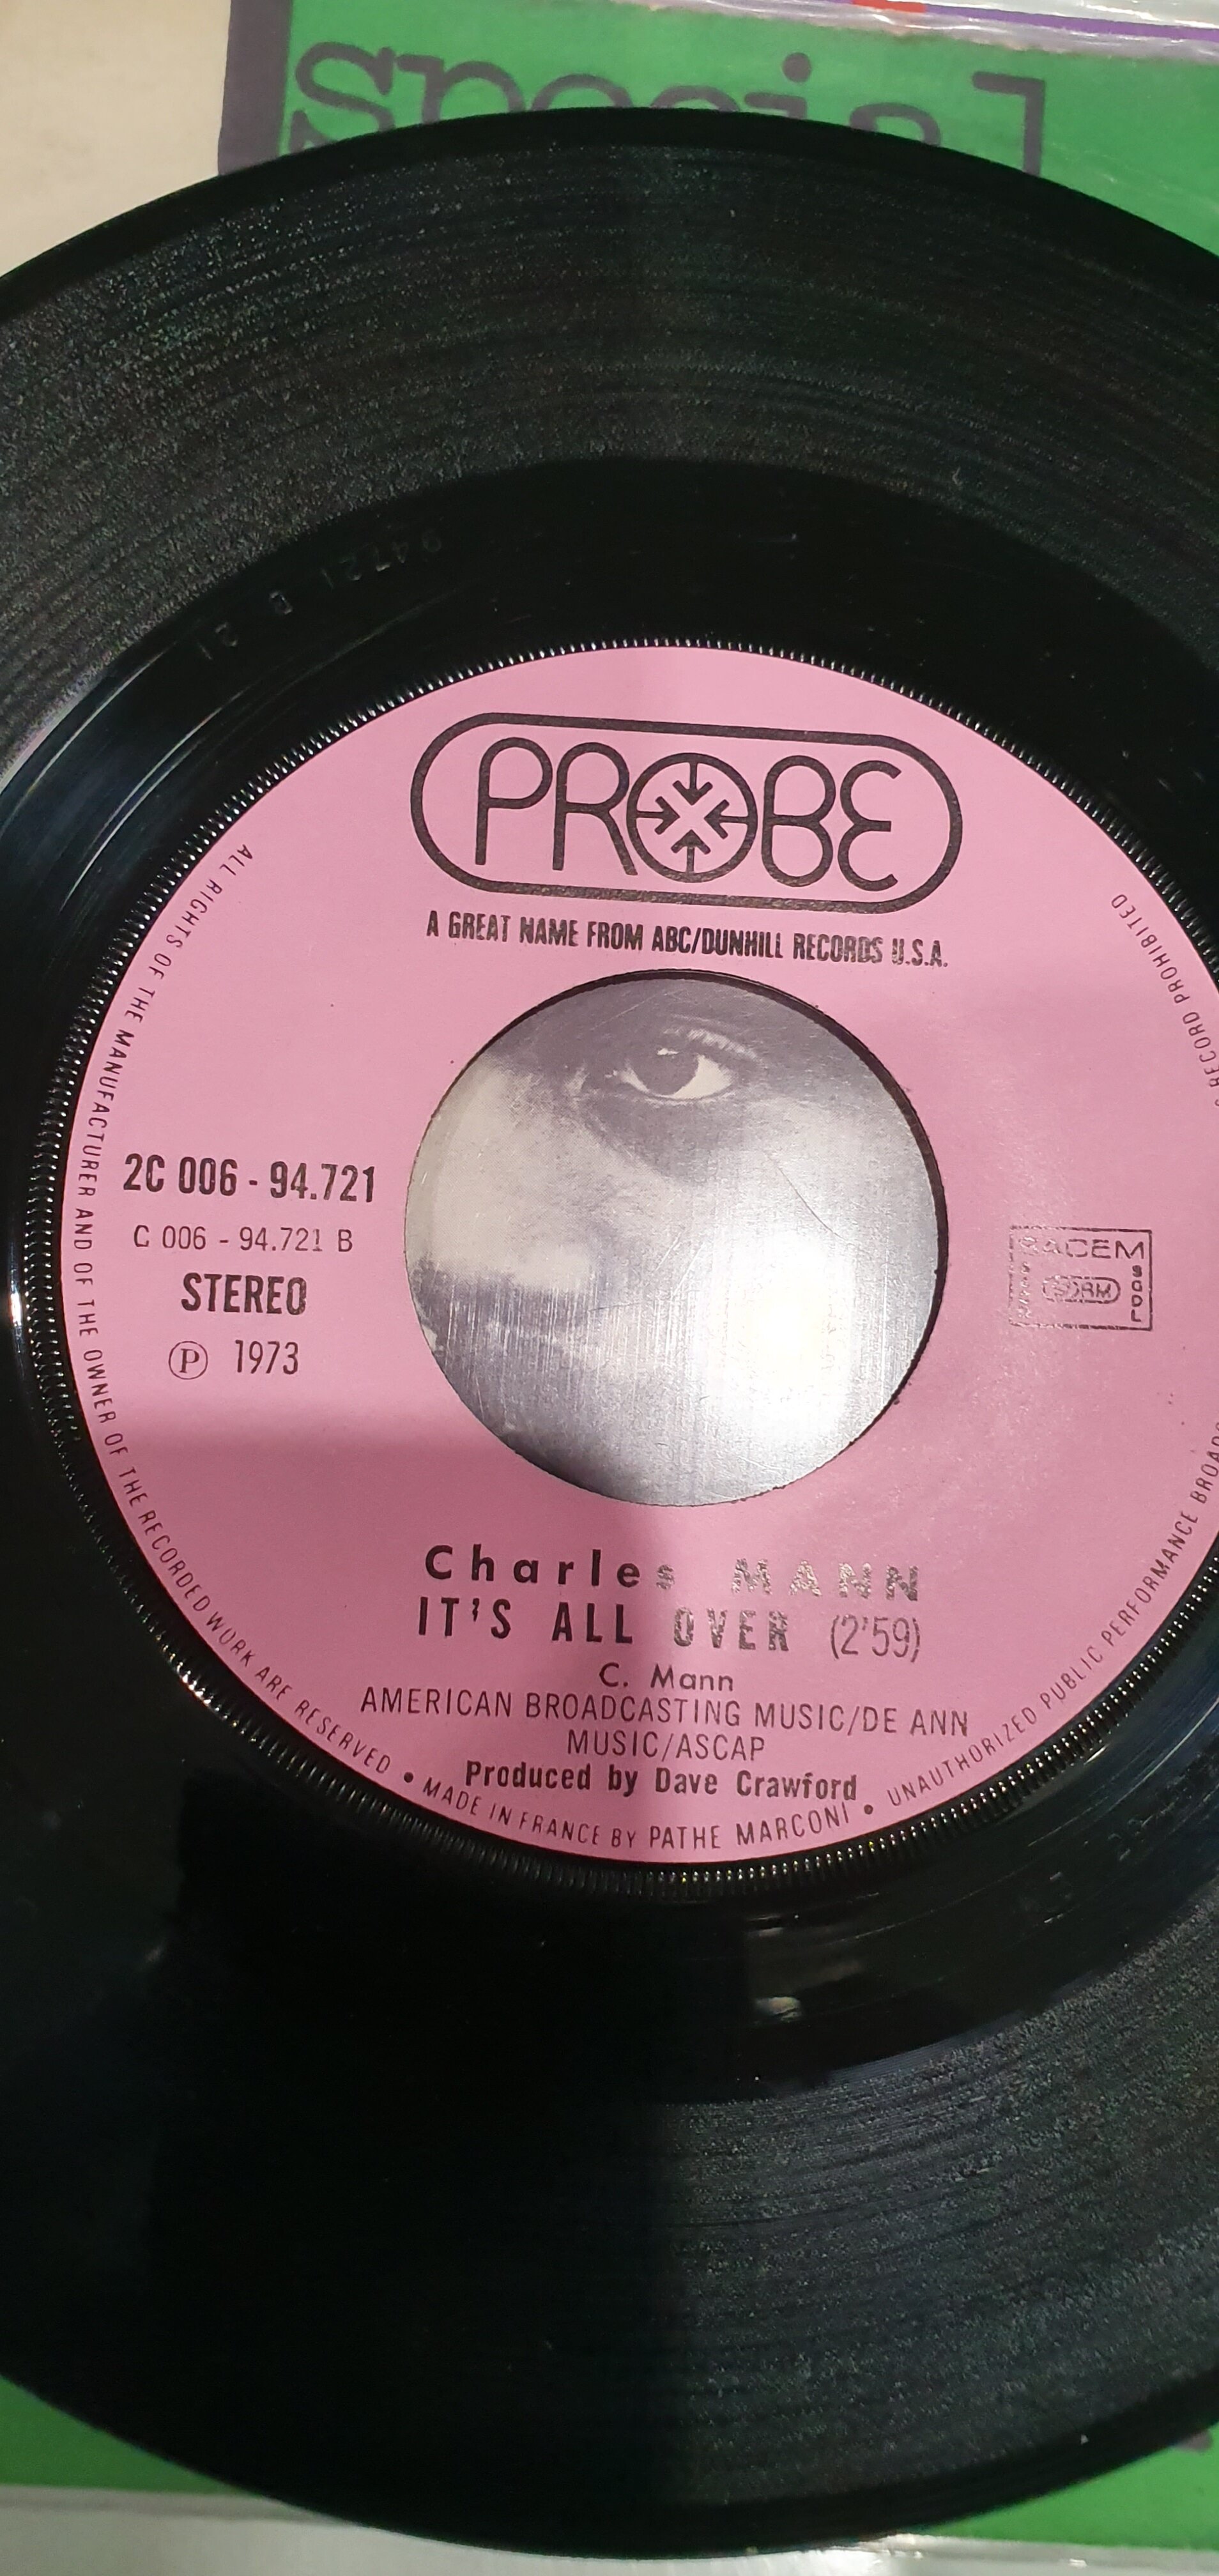 special
94721 B 21
PROBE
A GREAT NAME FROM ABC/DUNHILL RECORDS U.S.A.
2C 006 - 94.721
C 006 - 94.721 B
STEREO
Ⓟ 1973
SACEM
SDRM
Charles MANN
IT'S ALL OVER (2'59)
C. Mann
AMERICAN BROADCASTING MUSIC/DE ANN
MUSIC/ASCAP
Produced by Dave Crawford
ALL RIGHTS OF THE MANUFACTURER AND OF THE OWNER OF THE RECORDED WORK ARE RESERVED • MADE IN FRANCE BY PATHE MARCONI • UNAUTHORIZED PUBLIC PERFORMANCE
RECORD PROHIBITED